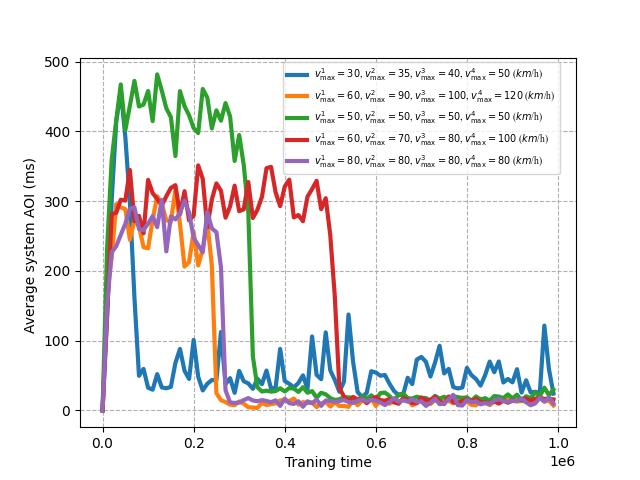 500
400
300
200
100
0
Average system AOI (ms)
v¹max = 30, v²max = 35, v³max = 40, v⁴max = 50 (km/h)
v¹max = 60, v²max = 90, v³max = 100, v⁴max = 120 (km/h)
v¹max = 50, v²max = 50, v³max = 50, v⁴max = 50 (km/h)
v¹max = 60, v²max = 70, v³max = 80, v⁴max = 100 (km/h)
v¹max = 80, v²max = 80, v³max = 80, v⁴max = 80 (km/h)
0.0 0.2 0.4 0.6 0.8 1.0
1e6
Traning time